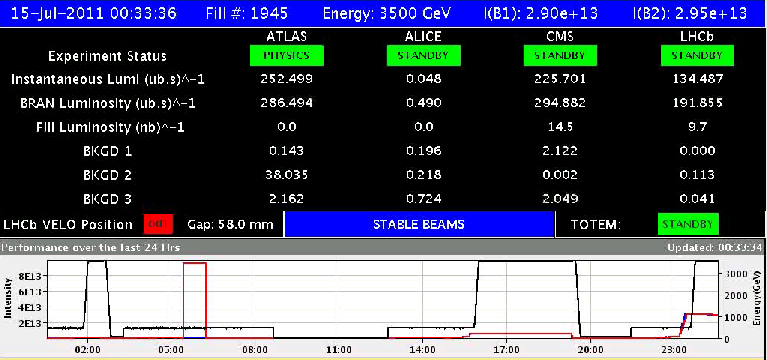 15-Jul-2011 00:33:36 Fill #: 1945 Energy: 3500 GeV I(B1): 2.90e+13 I(B2): 2.95e+13
ATLAS ALICE CMS LHCb
Experiment Status PHYSICS STANDBY STANDBY STANDBY
Instantaneous Lumi (ub.s)^-1 252.499 0.048 225.701 134.487
BRAN Luminosity (ub.s)^-1 286.494 0.490 294.882 191.855
Fill Luminosity (nb)^-1 0.0 0.0 14.5 9.7
BKGD 1 0.143 0.196 2.122 0.000
BKGD 2 38.035 0.218 0.002 0.113
BKGD 3 2.162 0.724 2.049 0.041
LHCb VELO Position OUT Gap: 58.0 mm STABLE BEAMS TOTEM: STANDBY
Performance over the last 24 Hrs Updated: 00:33:34
Intensity
8E13
6E13
4E13
2E13
3000
2000
1000
0
Energy(GeV)
02:00 05:00 08:00 11:00 14:00 17:00 20:00 23:00